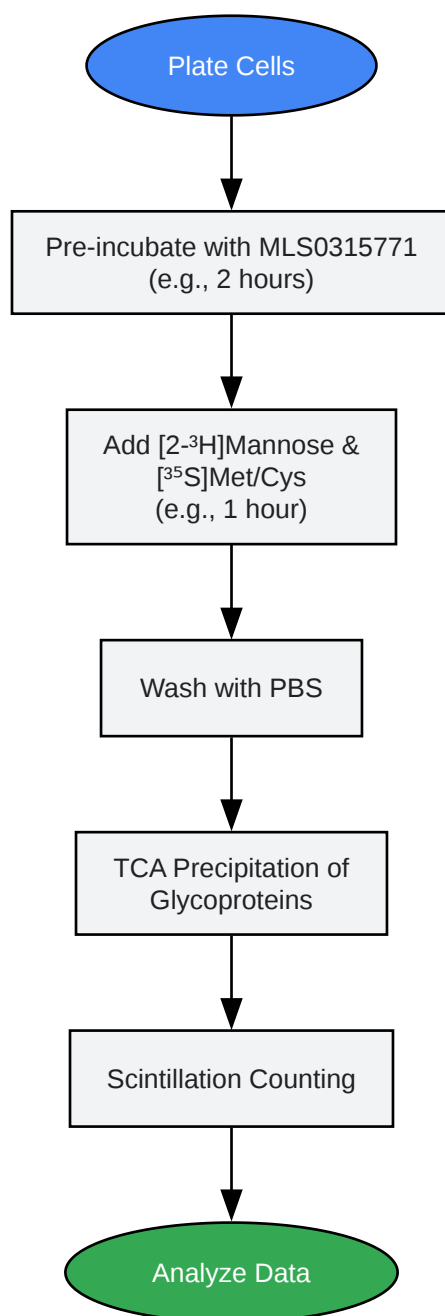 Plate Cells
Pre-incubate with MLS0315771
(e.g., 2 hours)
Add [2-³H]Mannose &
[³⁵S]Met/Cys
(e.g., 1 hour)
Wash with PBS
TCA Precipitation of
Glycoproteins
Scintillation Counting
Analyze Data